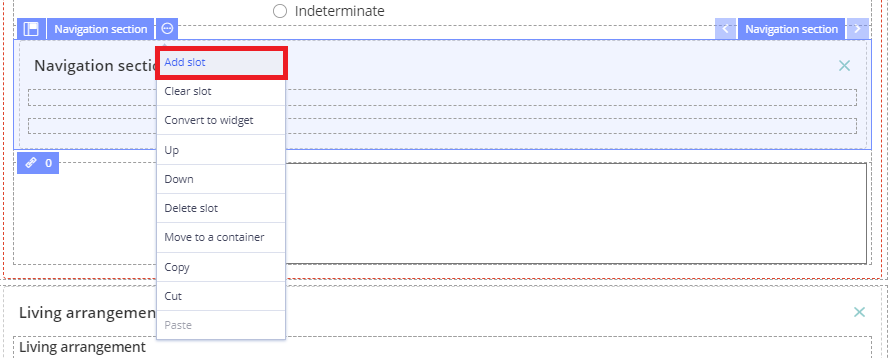 Indeterminate
Navigation section
Navigation section
Navigation sectio
Add slot
Clear slot
Convert to widget
Up
0
Down
Delete slot
Move to a container
Copy
Cut
Living arrangemen
Paste
Living arrangement